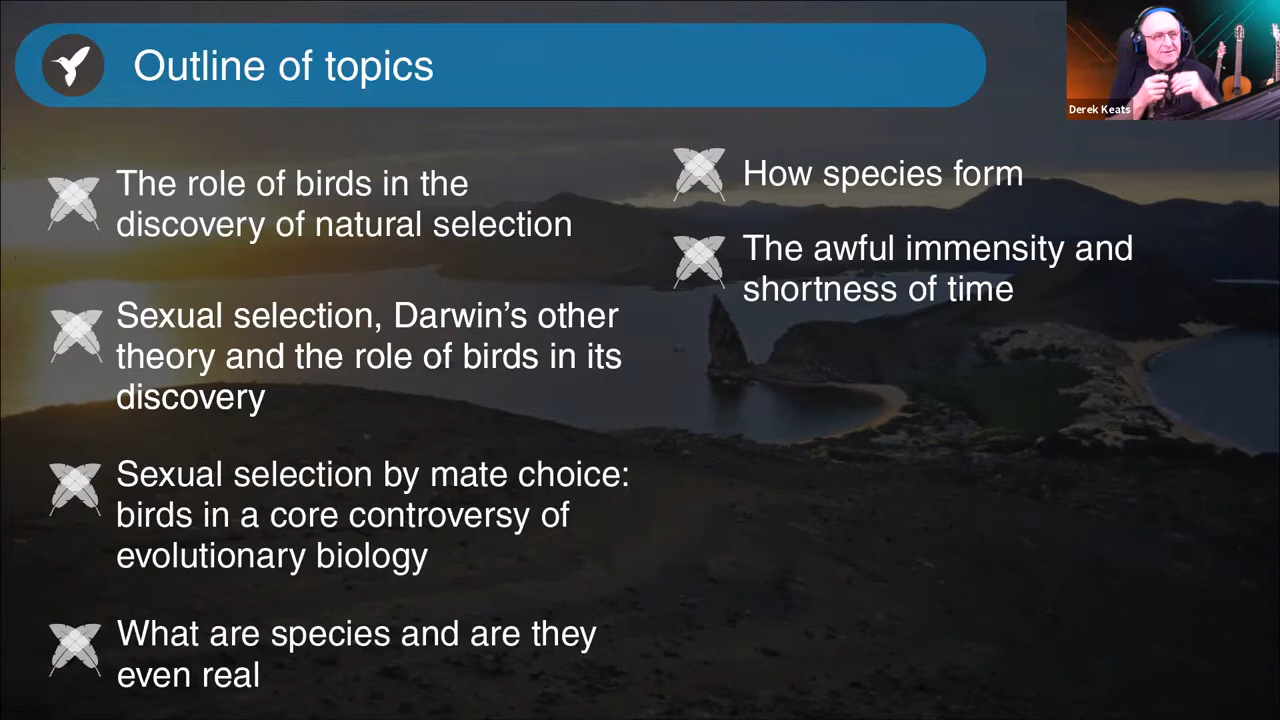 Outline of topics
Derek Keats
The role of birds in the
discovery of natural selection
Sexual selection, Darwin’s other
theory and the role of birds in its
discovery
Sexual selection by mate choice:
birds in a core controversy of
evolutionary biology
What are species and are they
even real
How species form
The awful immensity and
shortness of time